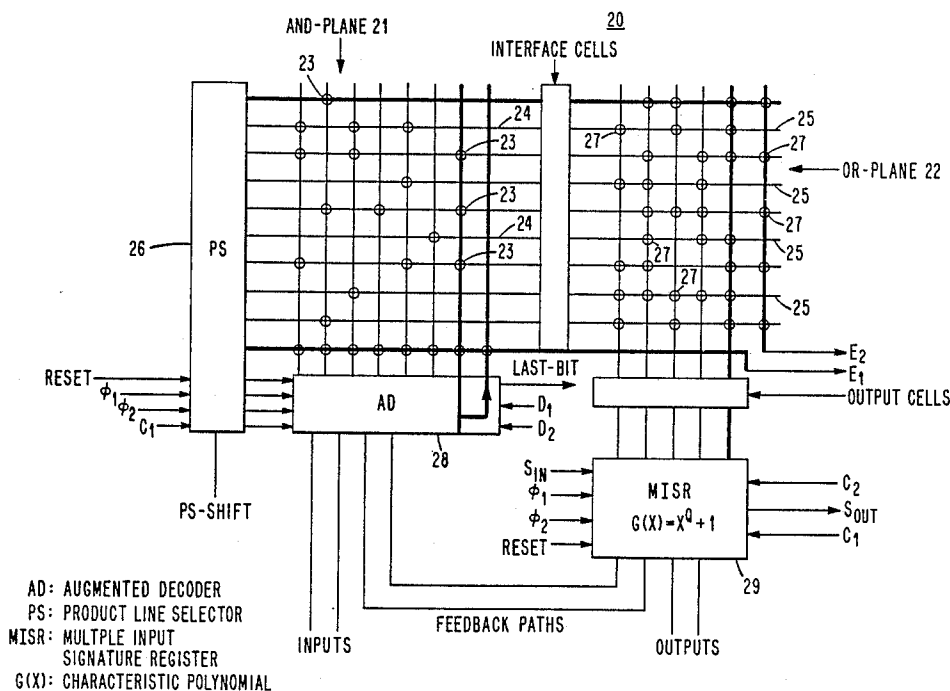 20
AND-PLANE 21
INTERFACE CELLS
23
24
25
27
27
23
OR-PLANE 22
25
23
26
PS
24
27
27
25
23
27
25
E2
LAST-BIT
E1
RESET
ϕ1
ϕ2
C1
AD
D1
D2
OUTPUT CELLS
28
PS-SHIFT
SIN
ϕ1
ϕ2
RESET
MISR
G(X)=X^Q+1
C2
SOUT
C1
29
AD: AUGMENTED DECODER
PS: PRODUCT LINE SELECTOR
MISR: MULTPLE INPUT
SIGNATURE REGISTER
G(X): CHARACTERISTIC POLYNOMIAL
INPUTS
FEEDBACK PATHS
OUTPUTS